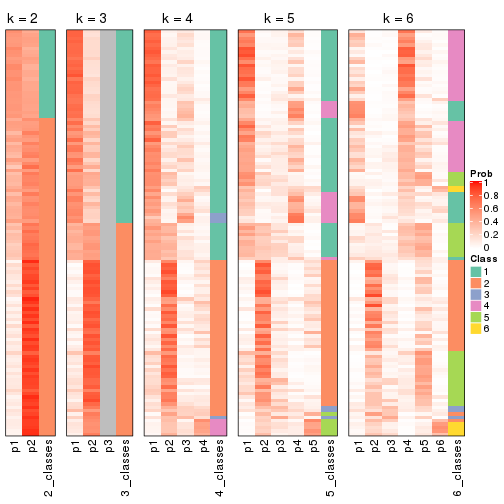 k = 2
k = 3
k = 4
k = 5
k = 6
p1
p2
2_classes
p1
p2
p3
3_classes
p1
p2
p3
p4
4_classes
p1
p2
p3
p4
p5
5_classes
p1
p2
p3
p4
p5
p6
6_classes
Prob
1
0.8
0.6
0.4
0.2
0
Class
1
2
3
4
5
6